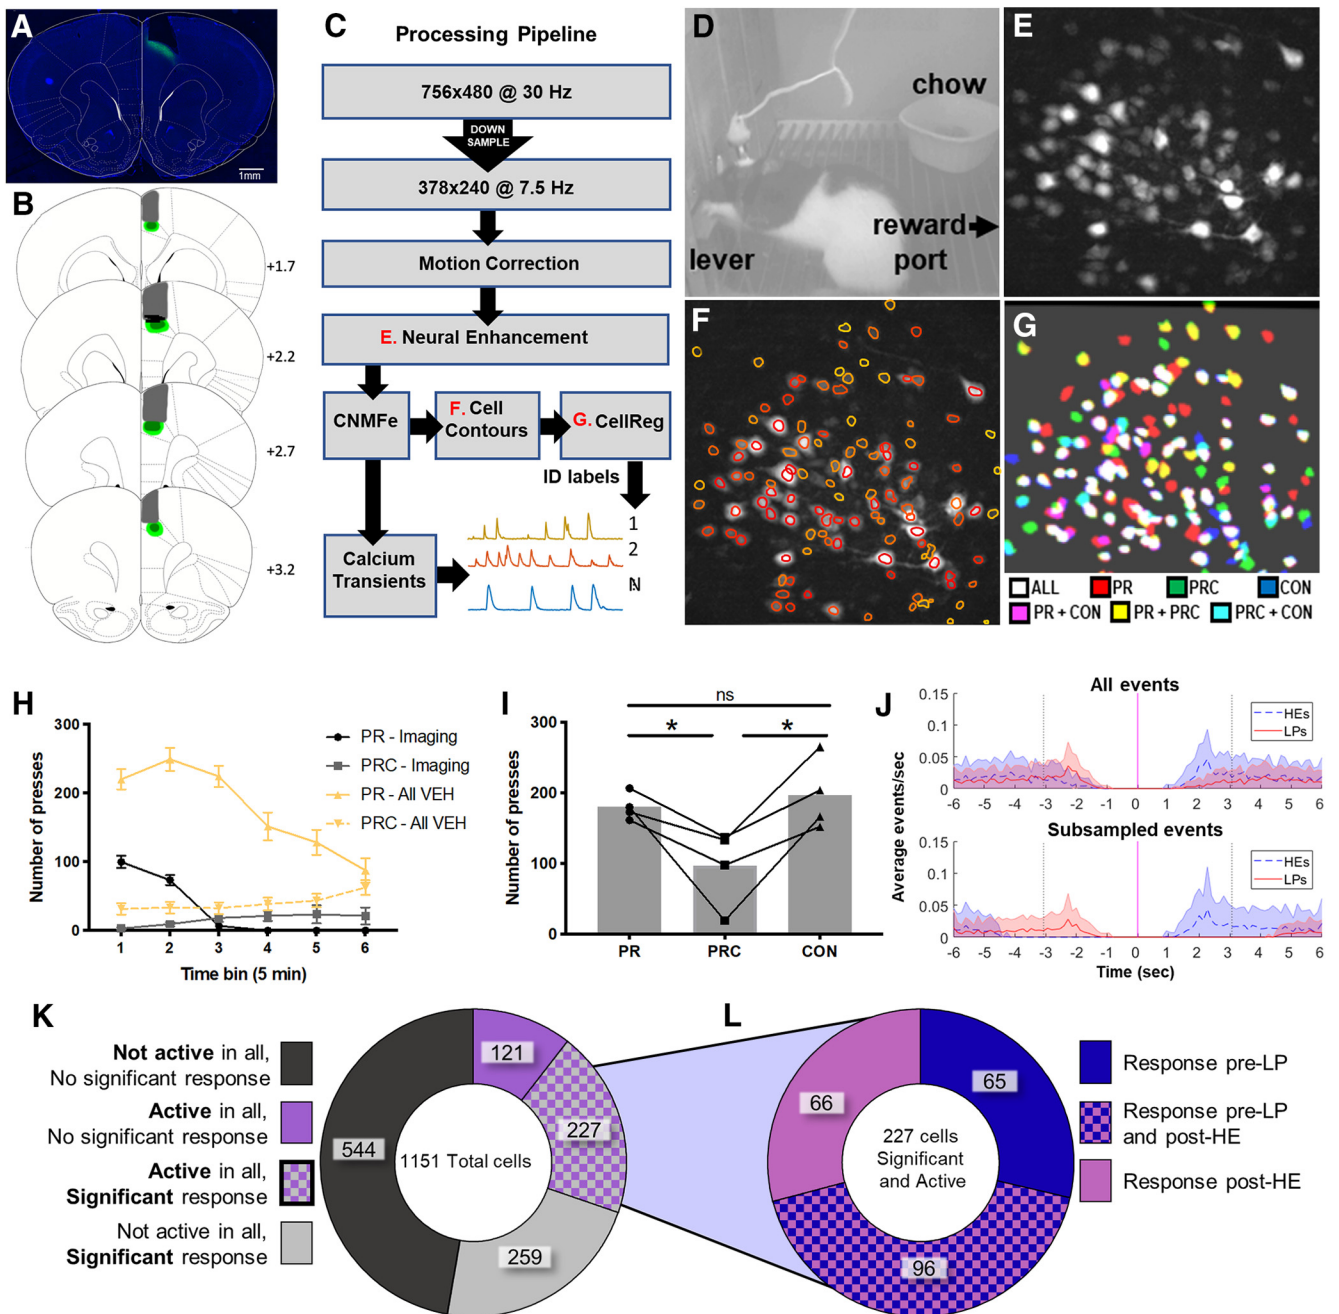 A
1mm
B
+1.7
+2.2
+2.7
+3.2
C
Processing Pipeline
756x480 @ 30 Hz
DOWN
SAMPLE
378x240 @ 7.5 Hz
Motion Correction
E. Neural Enhancement
CNMFe
F. Cell
Contours
G. CellReg
ID labels
Calcium
Transients
1
2
N
D
chow
reward
port
lever
E
F
G
ALL
PR
PRC
CON
PR + CON
PR + PRC
PRC + CON
H
Number of presses
300
200
100
0
1 2 3 4 5 6
Time bin (5 min)
PR - Imaging
PRC - Imaging
PR - All VEH
PRC - All VEH
I
Number of presses
300
200
100
0
ns
* *
PR PRC CON
J
All events
Average events/sec
0.15
0.1
0.05
0
-6 -5 -4 -3 -2 -1 0 1 2 3 4 5 6
HEs
LPs
Subsampled events
0.15
0.1
0.05
0
-6 -5 -4 -3 -2 -1 0 1 2 3 4 5 6
Time (sec)
HEs
LPs
K
Not active in all,
No significant response
Active in all,
No significant response
Active in all,
Significant response
Not active in all,
Significant response
121
227
259
544
1151 Total cells
L
65
96
66
227 cells
Significant
and Active
Response pre-LP
Response pre-LP
and post-HE
Response post-HE